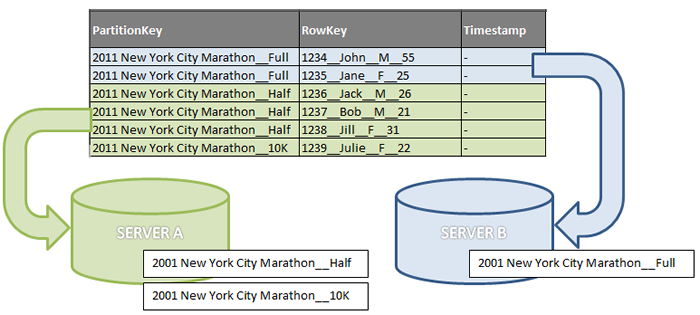 PartitionKey RowKey Timestamp
2011 New York City Marathon__Full 1234__John__M__55 -
2011 New York City Marathon__Full 1235__Jane__F__25 -
2011 New York City Marathon__Half 1236__Jack__M__26 -
2011 New York City Marathon__Half 1237__Bob__M__21 -
2011 New York City Marathon__Half 1238__Jill__F__31 -
2011 New York City Marathon__10K 1239__Julie__F__22 -
SERVER A
2001 New York City Marathon__Half
2001 New York City Marathon__10K
SERVER B
2001 New York City Marathon__Full